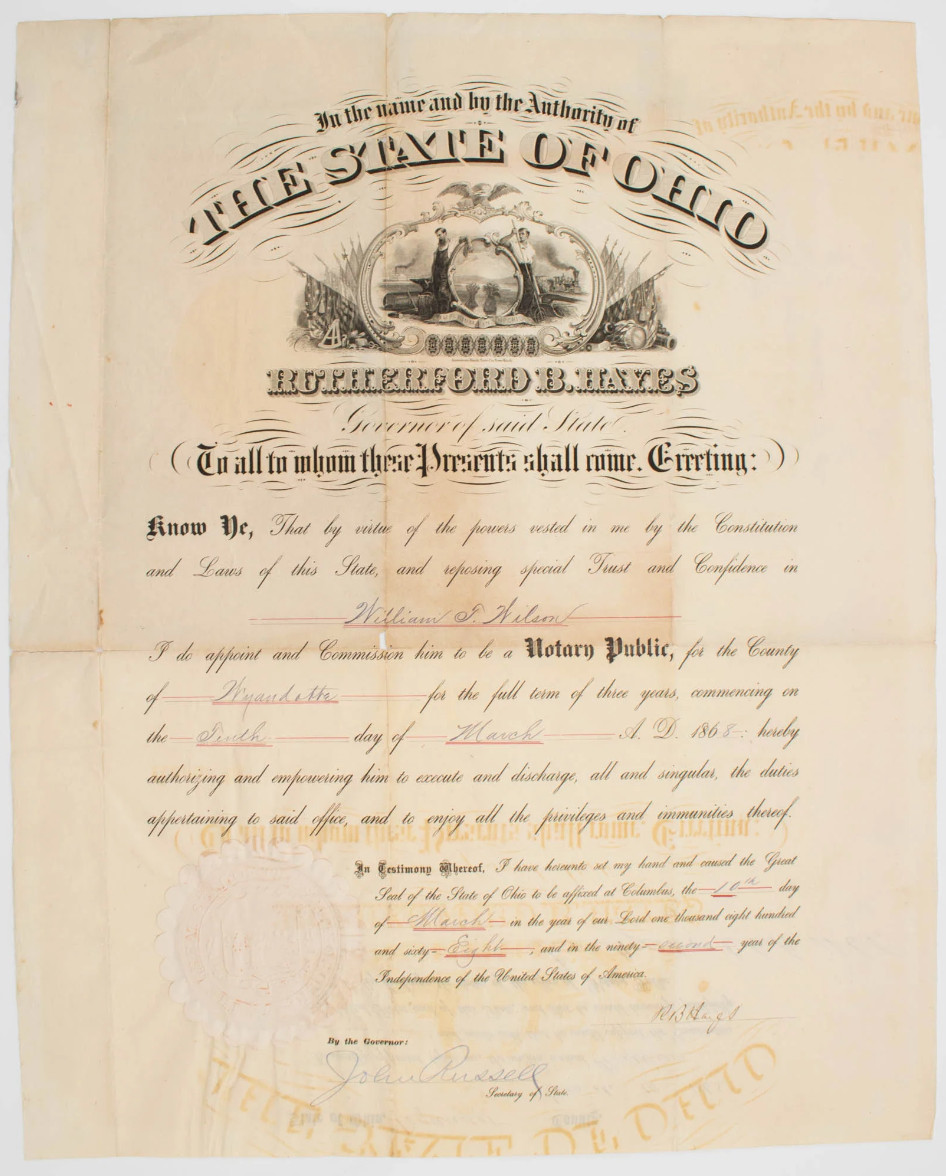 In the name and by the Authority of
THE STATE OF OHIO
RUTHERFORD B. HAYES
Governor of said State.
To all to whom these Presents shall come. Greeting:
Know Ye, That by virtue of the powers vested in me by the Constitution
and Laws of this State, and reposing special Trust and Confidence in
William T. Wilson
I do appoint and Commission him to be a Notary Public, for the County
of Wyandotte for the full term of three years, commencing on
the Tenth day of March A. D. 1868: hereby
authorizing and empowering him to execute and discharge, all and singular, the duties
appertaining to said office, and to enjoy all the privileges and immunities thereof.
In Testimony Whereof, I have hereunto set my hand and caused the Great
Seal of the State of Ohio to be affixed at Columbus, the 10th day
of March in the year of our Lord one thousand eight hundred
and sixty-Eight, and in the ninety-second year of the
Independence of the United States of America.
R B Hayes
By the Governor:
John Russell
Secretary of State.